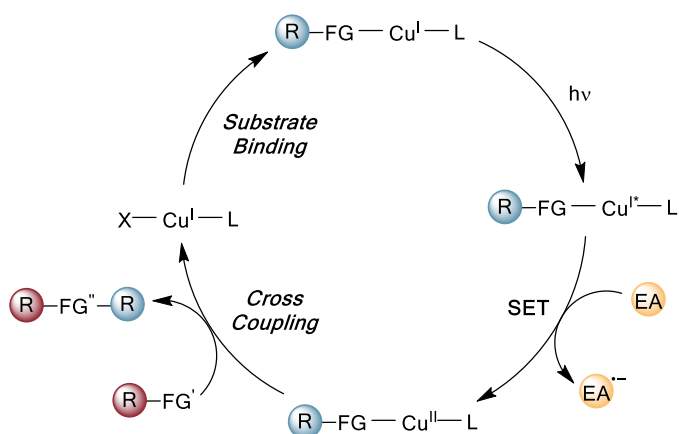 R-FG-Cu^I-L
hν
Substrate
Binding
X-Cu^I-L
R-FG-Cu^I*-L
R-FG"-R
Cross
Coupling
SET
EA
R-FG'
EA•−
R-FG-Cu^II-L